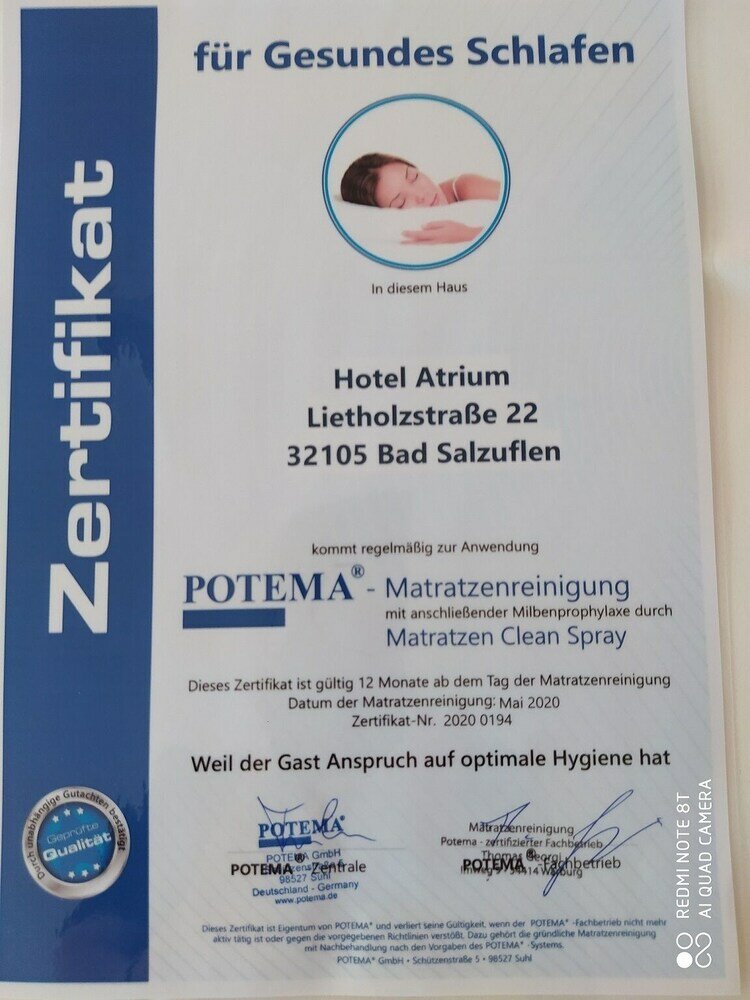 Zertifikat
für Gesundes Schlafen
In diesem Haus
Hotel Atrium
Lietholzstraße 22
32105 Bad Salzuflen
kommt regelmäßig zur Anwendung
POTEMA® - Matratzenreinigung
mit anschließender Milbenprophylaxe durch
Matratzen Clean Spray
Dieses Zertifikat ist gültig 12 Monate ab dem Tag der Matratzenreinigung
Datum der Matratzenreinigung: Mai 2020
Zertifikat-Nr. 2020 0194
Weil der Gast Anspruch auf optimale Hygiene hat
Durch unabhängige Gutachten bestätigt
Geprüfte
Qualität
POTEMA®
POTEMA GmbH
POTEMA® - Zentrale
98527 Suhl
Deutschland - Germany
www.potema.de
Matratzenreinigung
Potema - zertifizierter Fachbetrieb
Thomas Georgi
POTEMA® -Fachbetrieb
34414 Warburg
Dieses Zertifikat ist Eigentum von POTEMA® und verliert seine Gültigkeit, wenn der POTEMA® -Fachbetrieb nicht mehr
aktiv tätig ist oder gegen die vorgegebenen Richtlinien verstößt. Dazu gehört die gründliche Matratzenreinigung
mit Nachbehandlung nach den Vorgaben des POTEMA® -Systems.
POTEMA® GmbH • Schützenstraße 5 • 98527 Suhl
REDMI NOTE 8T
AI QUAD CAMERA